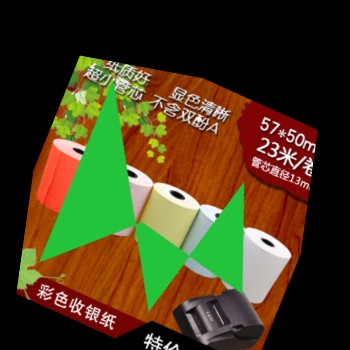 纸质好
超小管芯
显色清晰
不含双酚A
57*50m
23米/卷
管芯直径13m
彩色收银纸
特价